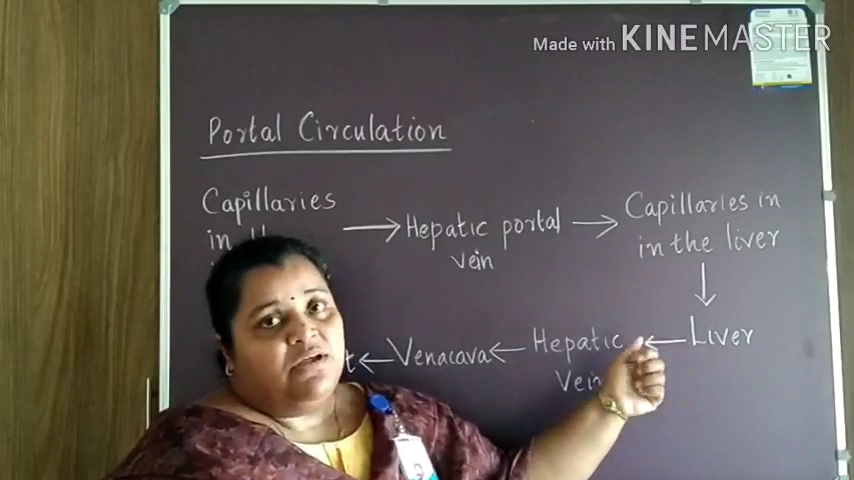 Made with KINEMASTER
Portal Circulation
Capillaries
in
Hepatic portal
vein
Capillaries in
in the liver
Liver
Hepatic
Vein
Venacava
t